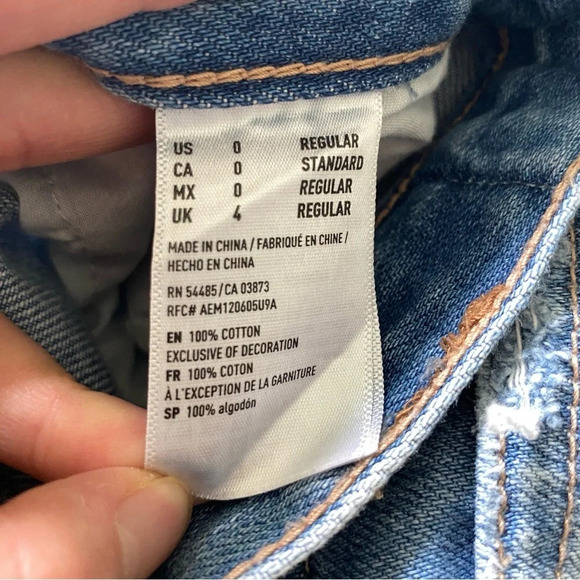 US 0 REGULAR
CA 0 STANDARD
MX 0 REGULAR
UK 4 REGULAR
MADE IN CHINA / FABRIQUÉ EN CHINE /
HECHO EN CHINA
RN 54485/CA 03873
RFC# AEM120605U9A
EN 100% COTTON
EXCLUSIVE OF DECORATION
FR 100% COTON
À L'EXCEPTION DE LA GARNITURE
SP 100% algodón